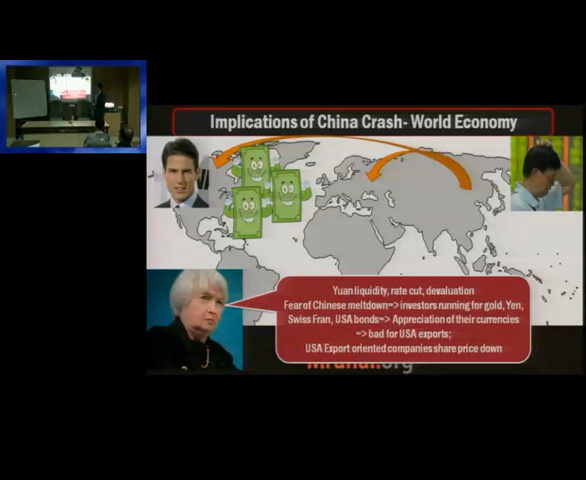 Implications of China Crash- World Economy
Yuan liquidity, rate cut, devaluation
Fear of Chinese meltdown=> investors running for gold, Yen,
Swiss Fran, USA bonds=> Appreciation of their currencies
=> bad for USA exports;
USA Export oriented companies share price down
Mrunal.org